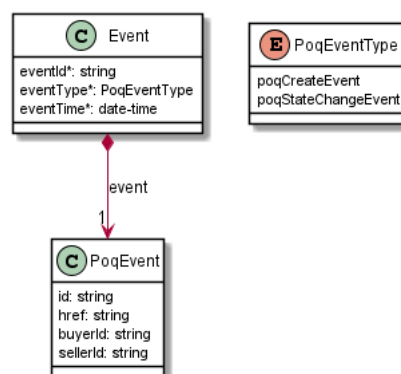 C Event
eventId*: string
eventType*: PoqEventType
eventTime*: date-time
E PoqEventType
poqCreateEvent
poqStateChangeEvent
event
1
C PoqEvent
id: string
href: string
buyerId: string
sellerId: string